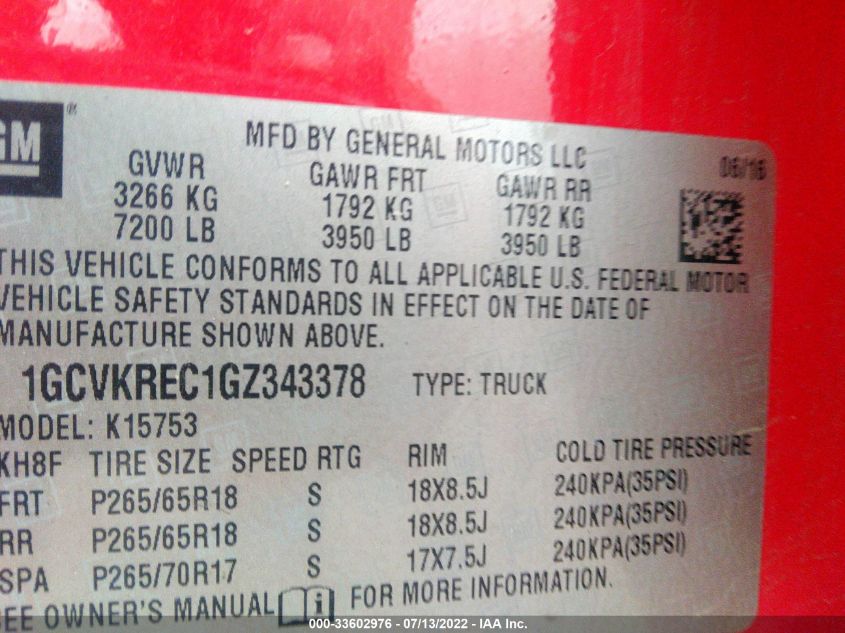 GM ®
MFD BY GENERAL MOTORS LLC 06/16
GVWR GAWR FRT GAWR RR
3266 KG 1792 KG 1792 KG
7200 LB 3950 LB 3950 LB
THIS VEHICLE CONFORMS TO ALL APPLICABLE U.S. FEDERAL MOTOR
VEHICLE SAFETY STANDARDS IN EFFECT ON THE DATE OF
MANUFACTURE SHOWN ABOVE.
1GCVKREC1GZ343378 TYPE: TRUCK
MODEL: K15753
KH8F TIRE SIZE SPEED RTG RIM COLD TIRE PRESSURE
FRT P265/65R18 S 18X8.5J 240KPA(35PSI)
RR P265/65R18 S 18X8.5J 240KPA(35PSI)
SPA P265/70R17 S 17X7.5J 240KPA(35PSI)
SEE OWNER'S MANUAL i FOR MORE INFORMATION.
000-33602976 - 07/13/2022 - IAA Inc.